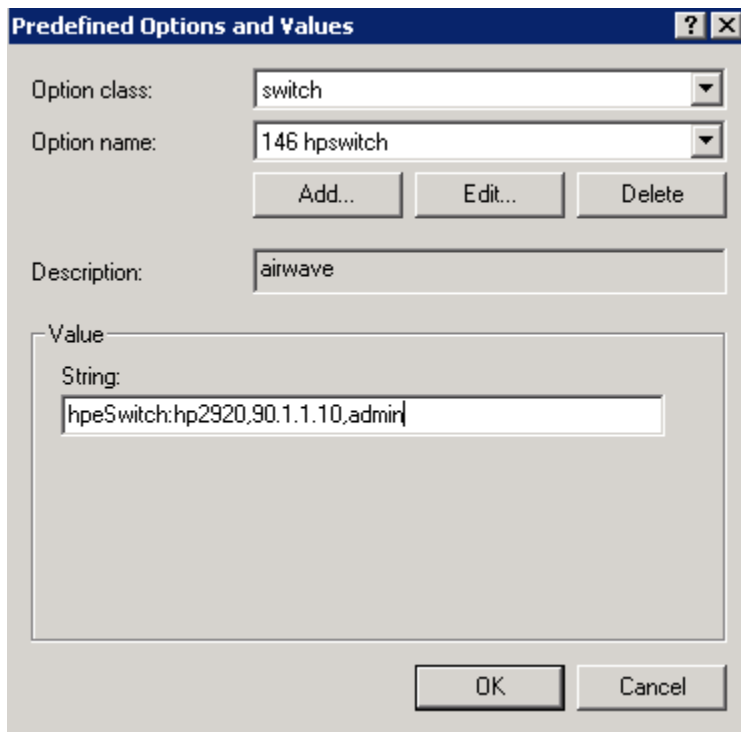 Predefined Options and Values
Option class: switch
Option name: 146 hpswitch
Add... Edit... Delete
Description: airwave
Value
String:
hpeSwitch:hp2920,90.1.1.10,admin
OK Cancel